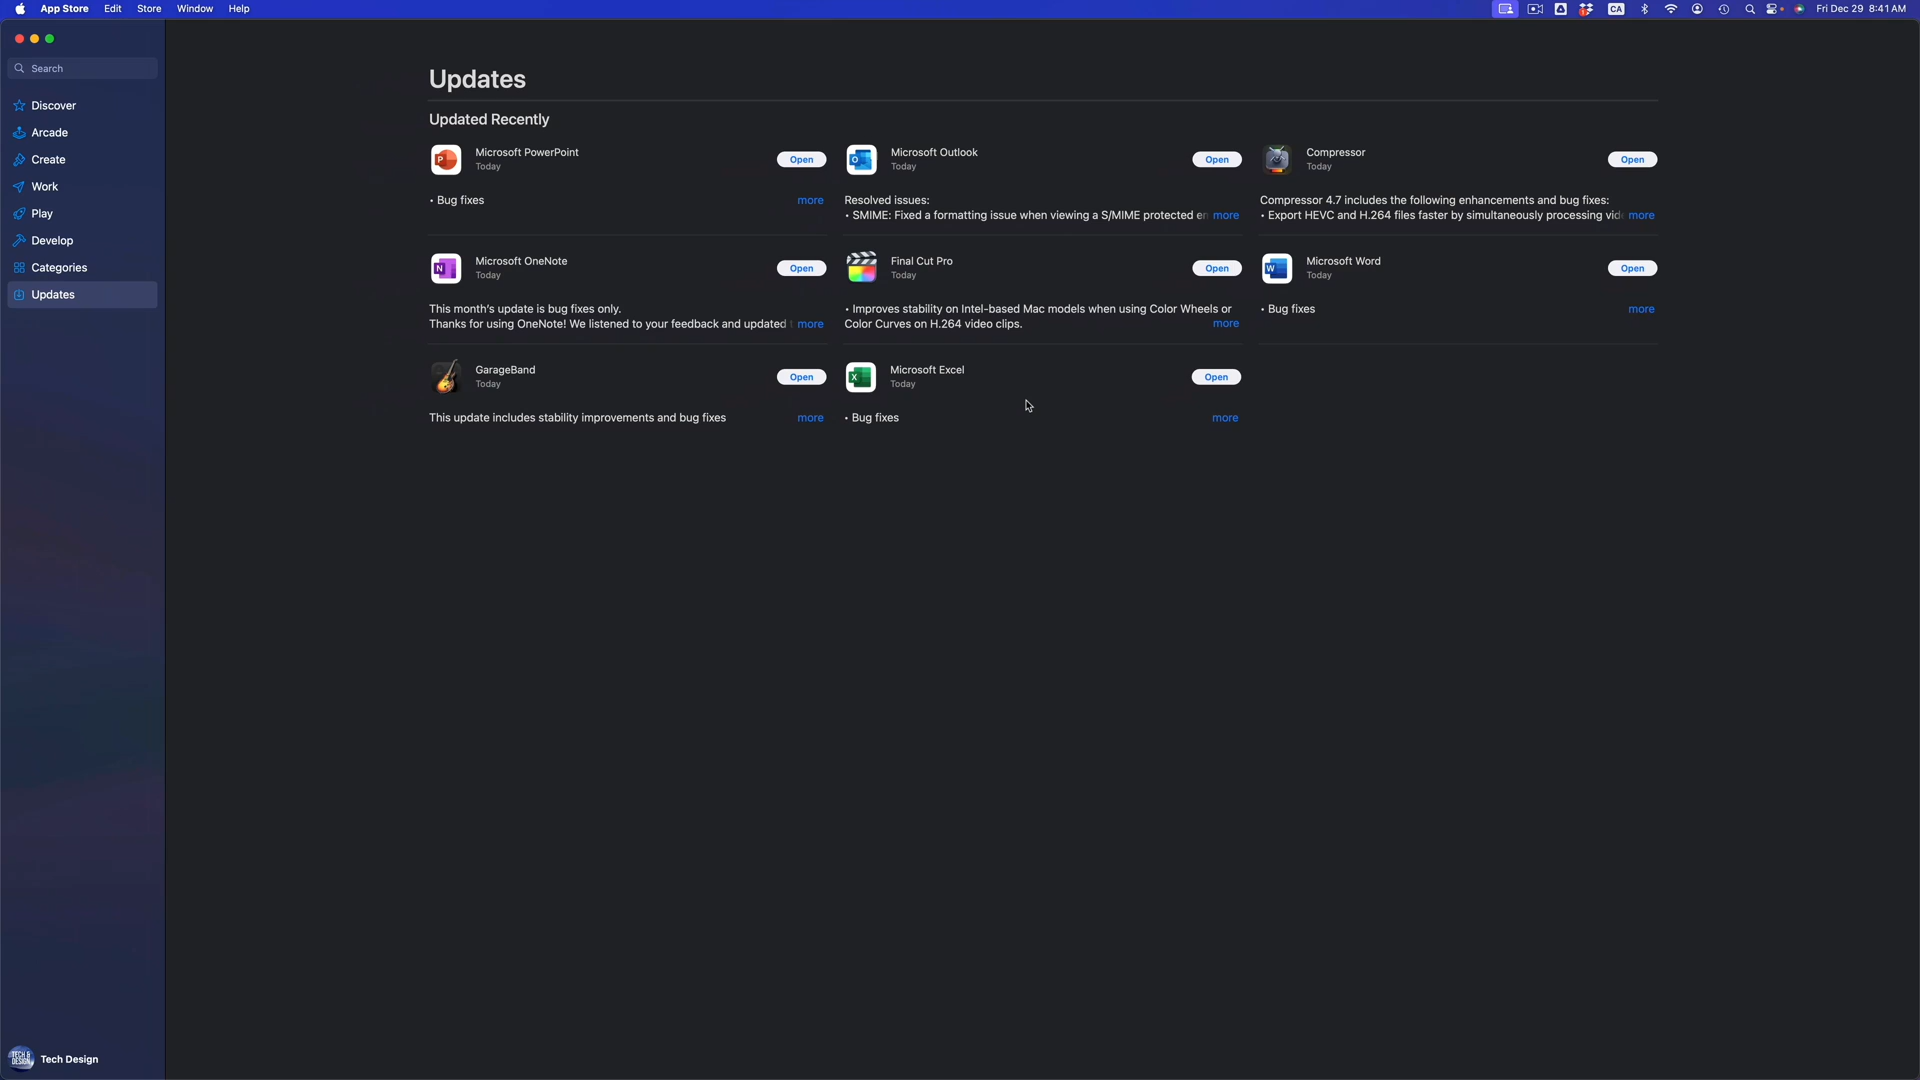 App Store Edit Store Window Help
CA
Fri Dec 29 8:41 AM
Search
Discover
Arcade
Create
Work
Play
Develop
Categories
Updates
Updates
Updated Recently
Microsoft PowerPoint
Today
Open
• Bug fixes
more
Microsoft Outlook
Today
Open
Resolved issues:
• SMIME: Fixed a formatting issue when viewing a S/MIME protected more
Compressor
Today
Open
Compressor 4.7 includes the following enhancements and bug fixes:
• Export HEVC and H.264 files faster by simultaneously processing more
Microsoft OneNote
Today
Open
This month's update is bug fixes only.
Thanks for using OneNote! We listened to your feedback and updated more
Final Cut Pro
Today
Open
• Improves stability on Intel-based Mac models when using Color Wheels or
Color Curves on H.264 video clips. more
Microsoft Word
Today
Open
• Bug fixes
more
GarageBand
Today
Open
This update includes stability improvements and bug fixes
more
Microsoft Excel
Today
Open
• Bug fixes
more
TECH &
DESIGN
Tech Design